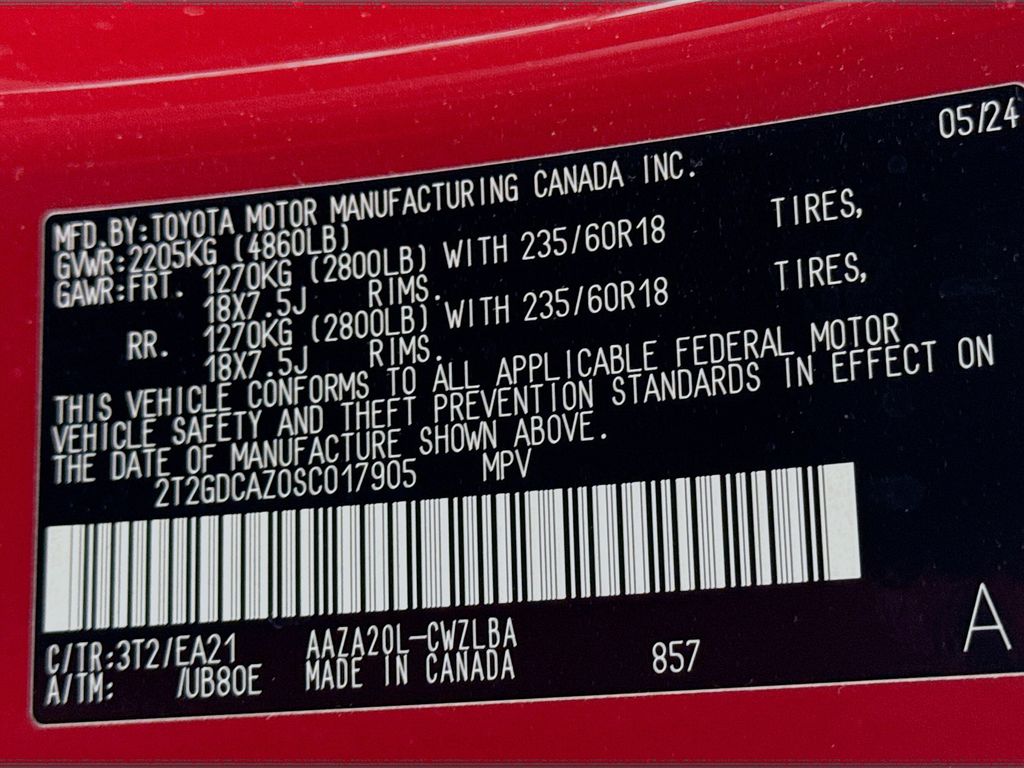 05/24
MFD.BY:TOYOTA MOTOR MANUFACTURING CANADA INC.
GVWR:2205KG (4860LB)
GAWR:FRT. 1270KG (2800LB) WITH 235/60R18 TIRES,
18X7.5J RIMS.
RR. 1270KG (2800LB) WITH 235/60R18 TIRES,
18X7.5J RIMS.
THIS VEHICLE CONFORMS TO ALL APPLICABLE FEDERAL MOTOR
VEHICLE SAFETY AND THEFT PREVENTION STANDARDS IN EFFECT ON
THE DATE OF MANUFACTURE SHOWN ABOVE.
2T2GDCAZ0SC017905 MPV
C/TR:3T2/EA21 AAZA20L-CWZLBA
A/TM: /UB80E MADE IN CANADA 857 A